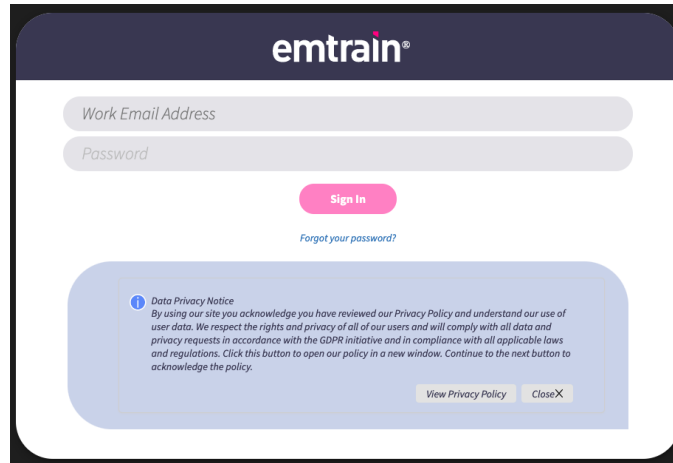 emtrain®
Work Email Address
Password
Sign In
Forgot your password?
Data Privacy Notice
By using our site you acknowledge you have reviewed our Privacy Policy and understand our use of
user data. We respect the rights and privacy of all of our users and will comply with all data and
privacy requests in accordance with the GDPR initiative and in compliance with all applicable laws
and regulations. Click this button to open our policy in a new window. Continue to the next button to
acknowledge the policy.
View Privacy Policy Close X